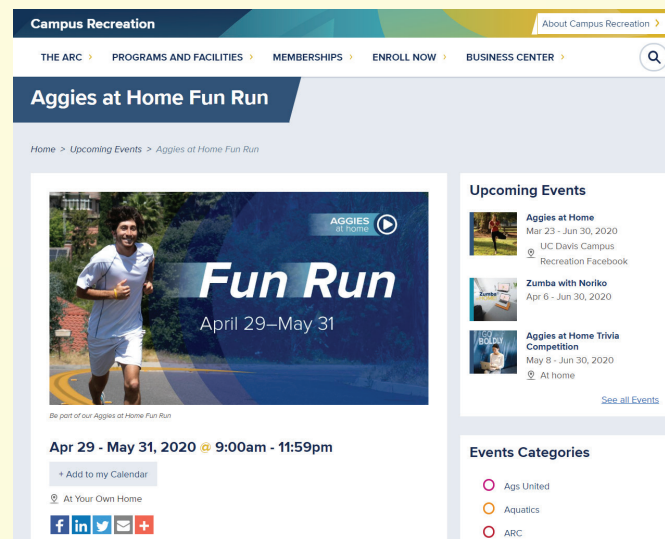 Campus Recreation
About Campus Recreation >
THE ARC > PROGRAMS AND FACILITIES > MEMBERSHIPS > ENROLL NOW > BUSINESS CENTER >
Aggies at Home Fun Run
Home > Upcoming Events > Aggies at Home Fun Run
AGGIES
at home
Fun Run
April 29–May 31
Be part of our Aggies at Home Fun Run
Apr 29 - May 31, 2020 @ 9:00am - 11:59pm
+ Add to my Calendar
At Your Own Home
Upcoming Events
Aggies at Home
Mar 23 - Jun 30, 2020
UC Davis Campus
Recreation Facebook
Zumba
Zumba with Noriko
Apr 6 - Jun 30, 2020
GO
BOLDLY
Aggies at Home Trivia
Competition
May 8 - Jun 30, 2020
At home
See all Events
Events Categories
Ags United
Aquatics
ARC